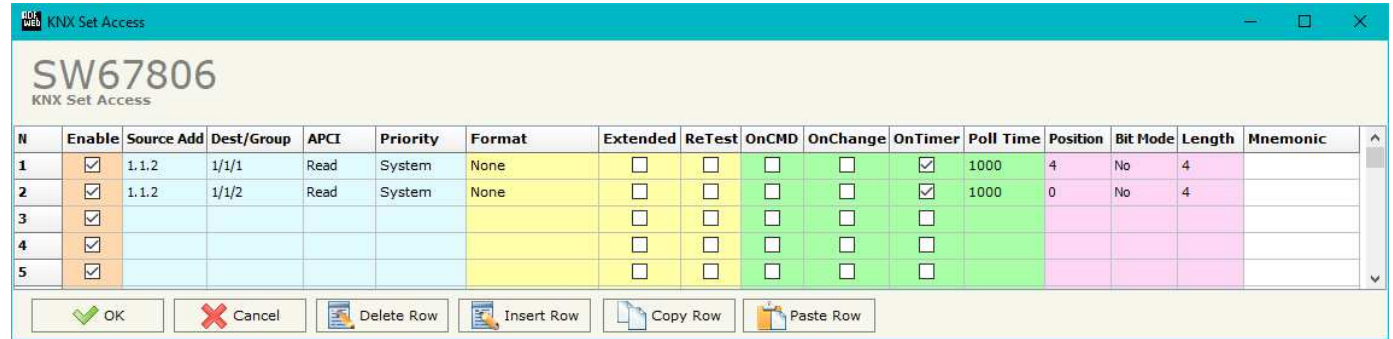 KNX Set Access
SW67806
KNX Set Access
N Enable Source Add Dest/Group APCI Priority Format Extended ReTest OnCMD OnChange OnTimer Poll Time Position Bit Mode Length Mnemonic
1 1.1.2 1/1/1 Read System None 1000 4 No 4
2 1.1.2 1/1/2 Read System None 1000 0 No 4
3
4
5
OK Cancel Delete Row Insert Row Copy Row Paste Row